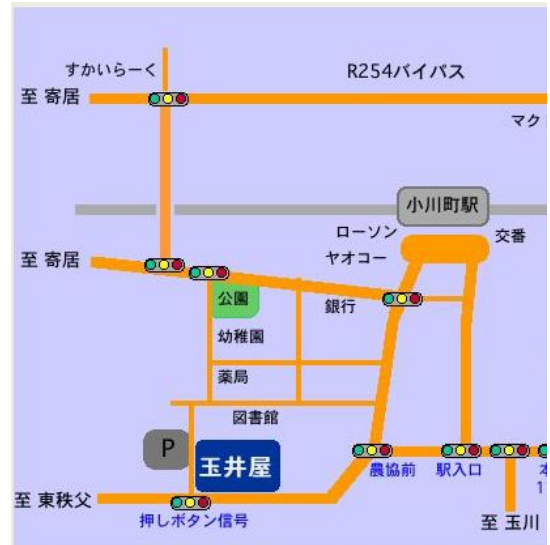 すかいらーく
R254バイパス
至 寄居
マク
小川町駅
ローソン
交番
ヤオコー
至 寄居
公園
銀行
幼稚園
薬局
図書館
P
玉井屋
農協前
駅入口
本
1
至 東秩父
押しボタン信号
至 玉川